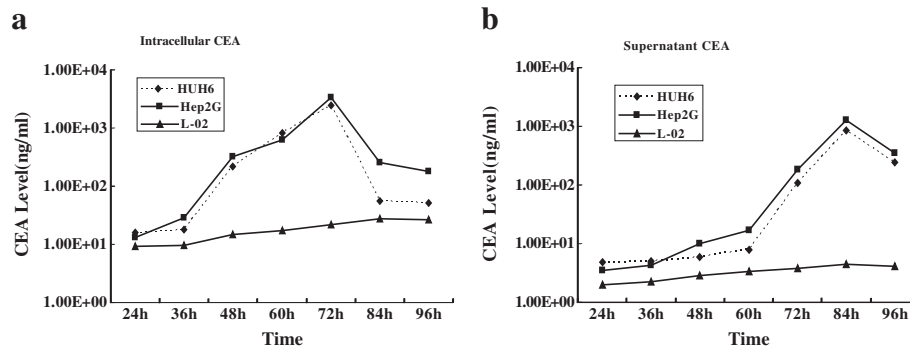 a
Intracellular CEA
CEA Level(ng/ml)
1.00E+04
1.00E+03
1.00E+02
1.00E+01
1.00E+00
HUH6
Hep2G
L-02
24h 36h 48h 60h 72h 84h 96h
Time
b
Supernatant CEA
CEA Level(ng/ml)
1.00E+04
1.00E+03
1.00E+02
1.00E+01
1.00E+00
HUH6
Hep2G
L-02
24h 36h 48h 60h 72h 84h 96h
Time